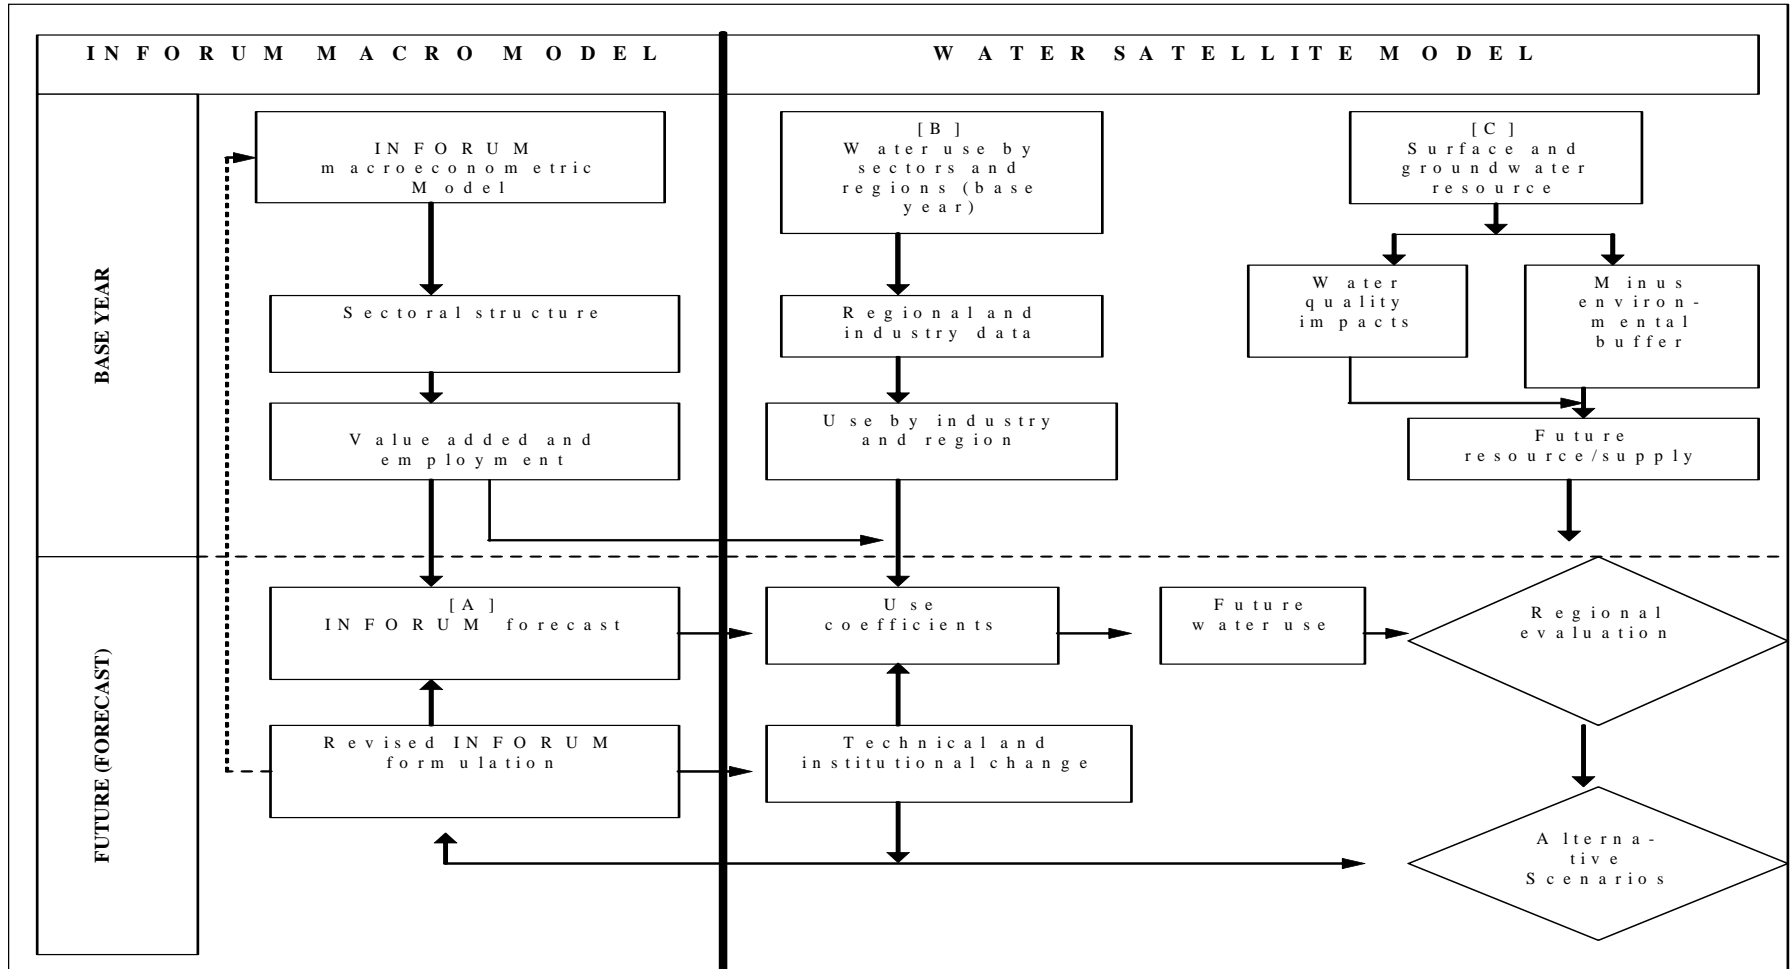 INFORUM MACRO MODEL
WATER SATELLITE MODEL
BASE YEAR
INFORUM
macroeconometric
Model
Sectoral structure
Value added and
employment
[B]
Water use by
sectors and
regions (base
year)
Regional and
industry data
Use by industry
and region
[C]
Surface and
groundwater
resource
Water
quality
impacts
Minus
environ-
mental
buffer
Future
resource/supply
FUTURE (FORECAST)
[A]
INFORUM forecast
Use
coefficients
Future
water use
Regional
evaluation
Revised INFORUM
formulation
Technical and
institutional change
Alterna-
tive
Scenarios